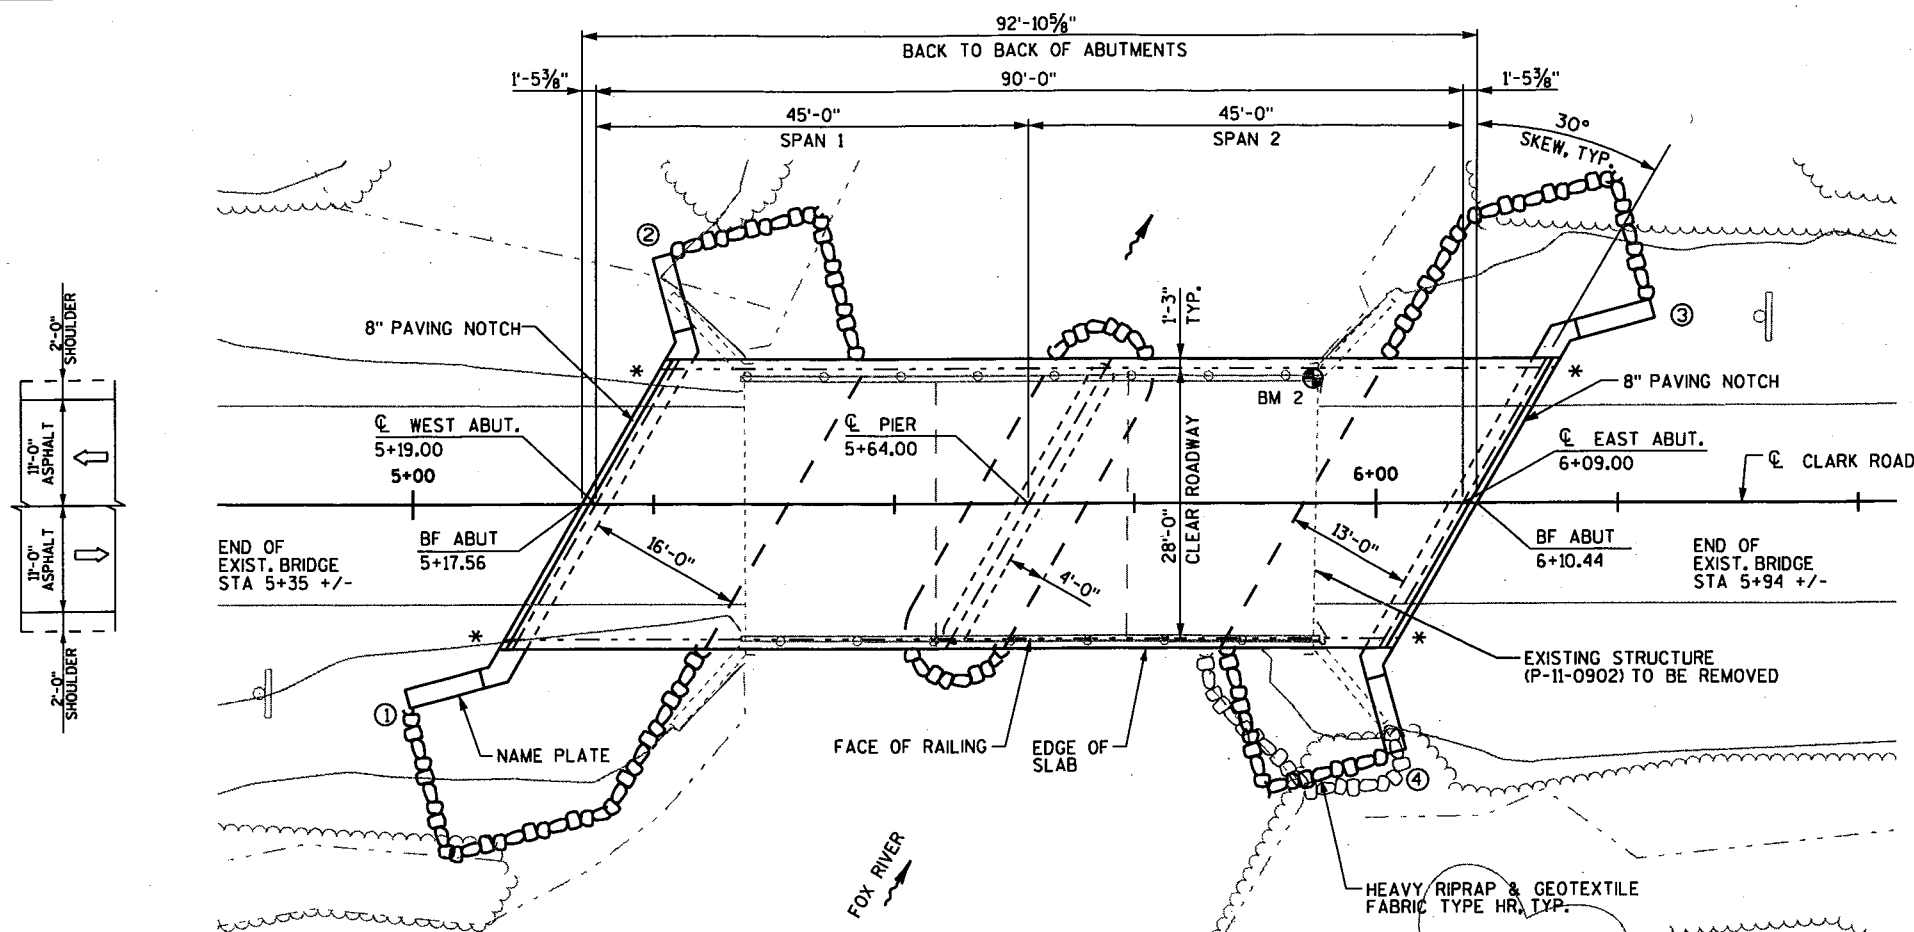 92'-10⅝"
BACK TO BACK OF ABUTMENTS
1'-5⅜"
90'-0"
1'-5⅜"
45'-0"
SPAN 1
45'-0"
SPAN 2
30°
SKEW, TYP.
②
③
1'-3"
TYP.
8" PAVING NOTCH
*
*
8" PAVING NOTCH
BM 2
2'-0"
SHOULDER
11'-0"
ASPHALT
11'-0"
ASPHALT
2'-0"
SHOULDER
℄ WEST ABUT.
5+19.00
5+00
℄ PIER
5+64.00
6+00
℄ EAST ABUT.
6+09.00
℄ CLARK ROAD
28'-0"
CLEAR ROADWAY
END OF
EXIST. BRIDGE
STA 5+35 +/-
BF ABUT
5+17.56
16'-0"
4'-0"
13'-0"
BF ABUT
6+10.44
END OF
EXIST. BRIDGE
STA 5+94 +/-
*
*
EXISTING STRUCTURE
(P-11-0902) TO BE REMOVED
①
NAME PLATE
FACE OF RAILING
EDGE OF
SLAB
④
FOX RIVER
HEAVY RIPRAP & GEOTEXTILE
FABRIC TYPE HR, TYP.